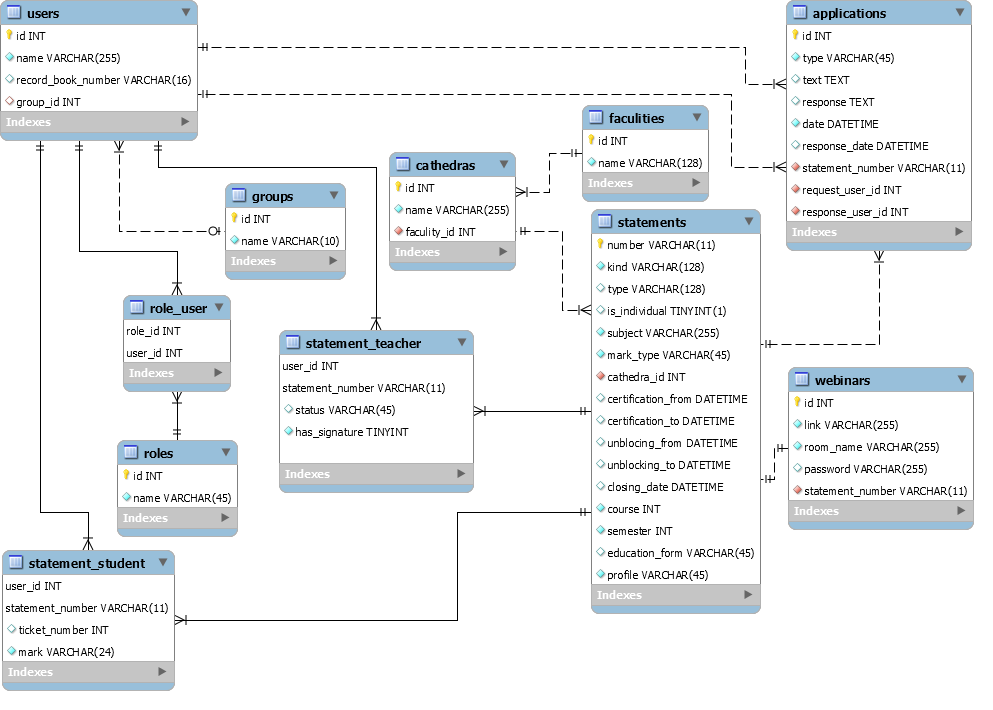 users
id INT
name VARCHAR(255)
record_book_number VARCHAR(16)
group_id INT
Indexes
applications
id INT
type VARCHAR(45)
text TEXT
response TEXT
date DATETIME
response_date DATETIME
statement_number VARCHAR(11)
request_user_id INT
response_user_id INT
Indexes
faculities
id INT
name VARCHAR(128)
Indexes
cathedras
id INT
name VARCHAR(255)
faculity_id INT
Indexes
groups
id INT
name VARCHAR(10)
Indexes
statements
number VARCHAR(11)
kind VARCHAR(128)
type VARCHAR(128)
is_individual TINYINT(1)
subject VARCHAR(255)
mark_type VARCHAR(45)
cathedra_id INT
certification_from DATETIME
certification_to DATETIME
unblocing_from DATETIME
unblocking_to DATETIME
closing_date DATETIME
course INT
semester INT
education_form VARCHAR(45)
profile VARCHAR(45)
Indexes
role_user
role_id INT
user_id INT
Indexes
statement_teacher
user_id INT
statement_number VARCHAR(11)
status VARCHAR(45)
has_signature TINYINT
Indexes
webinars
id INT
link VARCHAR(255)
room_name VARCHAR(255)
password VARCHAR(255)
statement_number VARCHAR(11)
Indexes
roles
id INT
name VARCHAR(45)
Indexes
statement_student
user_id INT
statement_number VARCHAR(11)
ticket_number INT
mark VARCHAR(24)
Indexes